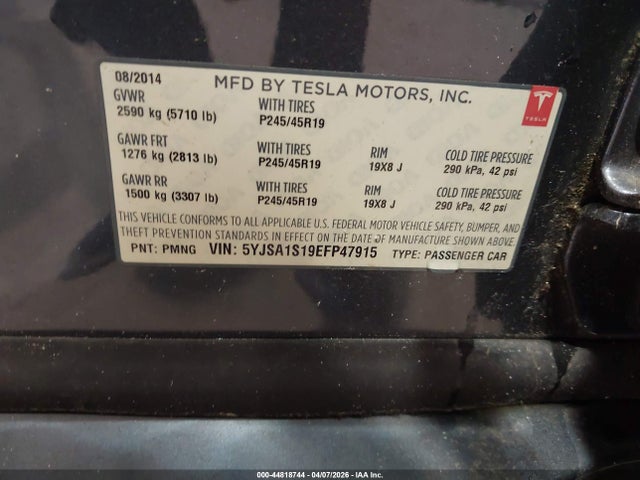 08/2014 MFD BY TESLA MOTORS, INC.
TESLA
GVWR WITH TIRES
2590 kg (5710 lb) P245/45R19
GAWR FRT WITH TIRES RIM COLD TIRE PRESSURE
1276 kg (2813 lb) P245/45R19 19X8 J 290 kPa, 42 psi
GAWR RR WITH TIRES RIM COLD TIRE PRESSURE
1500 kg (3307 lb) P245/45R19 19X8 J 290 kPa, 42 psi
THIS VEHICLE CONFORMS TO ALL APPLICABLE U.S. FEDERAL MOTOR VEHICLE SAFETY, BUMPER, AND
THEFT PREVENTION STANDARDS IN EFFECT ON THE DATE OF MANUFACTURE SHOWN ABOVE.
PNT: PMNG VIN: 5YJSA1S19EFP47915 TYPE: PASSENGER CAR
000-44818744 - 04/07/2026 - IAA Inc.